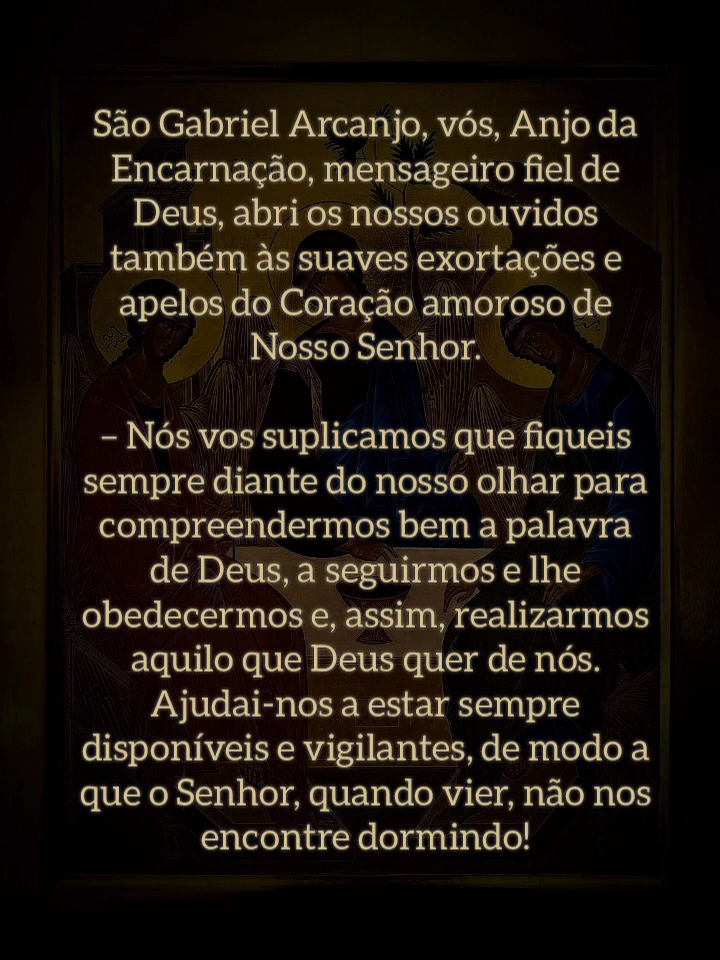 São Gabriel Arcanjo, vós, Anjo da
Encarnação, mensageiro fiel de
Deus, abri os nossos ouvidos
também às suaves exortações e
apelos do Coração amoroso de
Nosso Senhor.
– Nós vos suplicamos que fiqueis
sempre diante do nosso olhar para
compreendermos bem a palavra
de Deus, a seguirmos e lhe
obedecermos e, assim, realizarmos
aquilo que Deus quer de nós.
Ajudai-nos a estar sempre
disponíveis e vigilantes, de modo a
que o Senhor, quando vier, não nos
encontre dormindo!